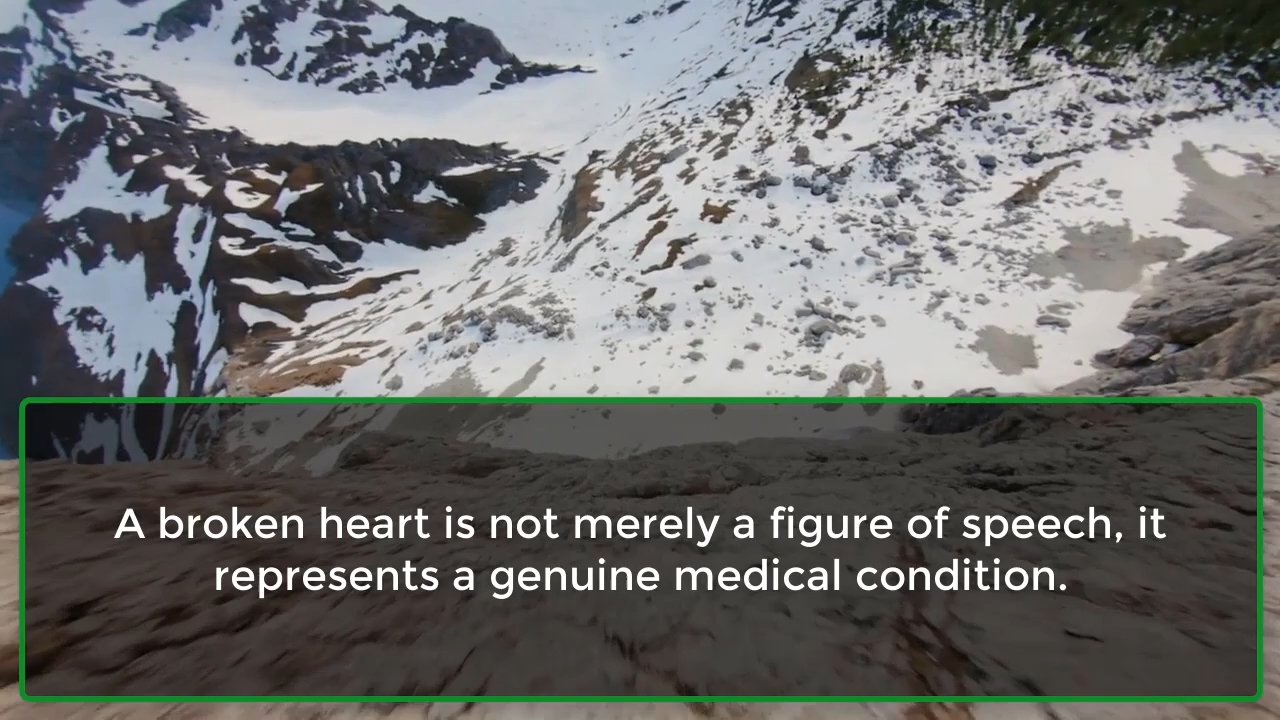 A broken heart is not merely a figure of speech, it
represents a genuine medical condition.